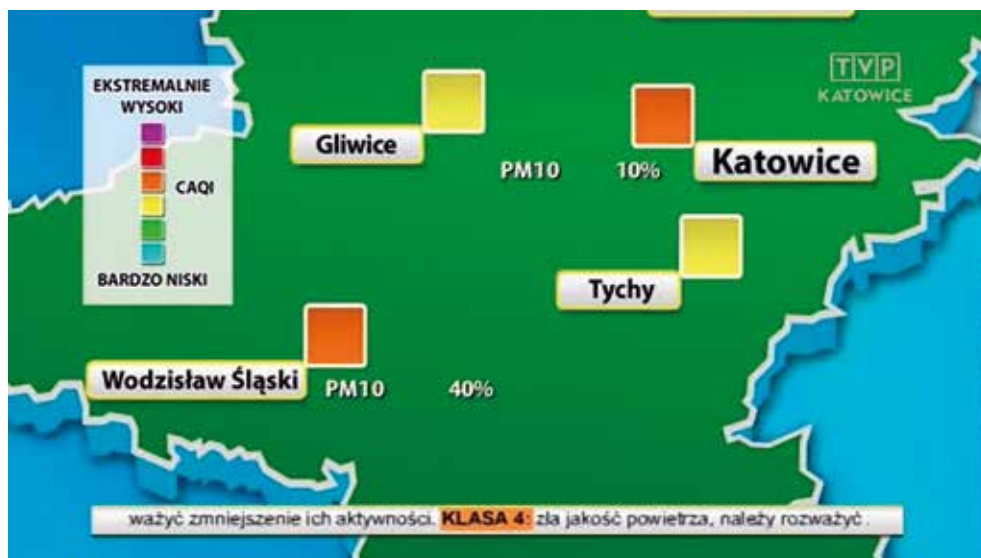 TVP
KATOWICE
EKSTREMALNIE
WYSOKI
CAQI
BARDZO NISKI
Gliwice
PM10 10%
Katowice
Tychy
Wodzisław Śląski
PM10 40%
ważyć zmniejszenie ich aktywności. KLASA 4: zła jakość powietrza, należy rozważyć .